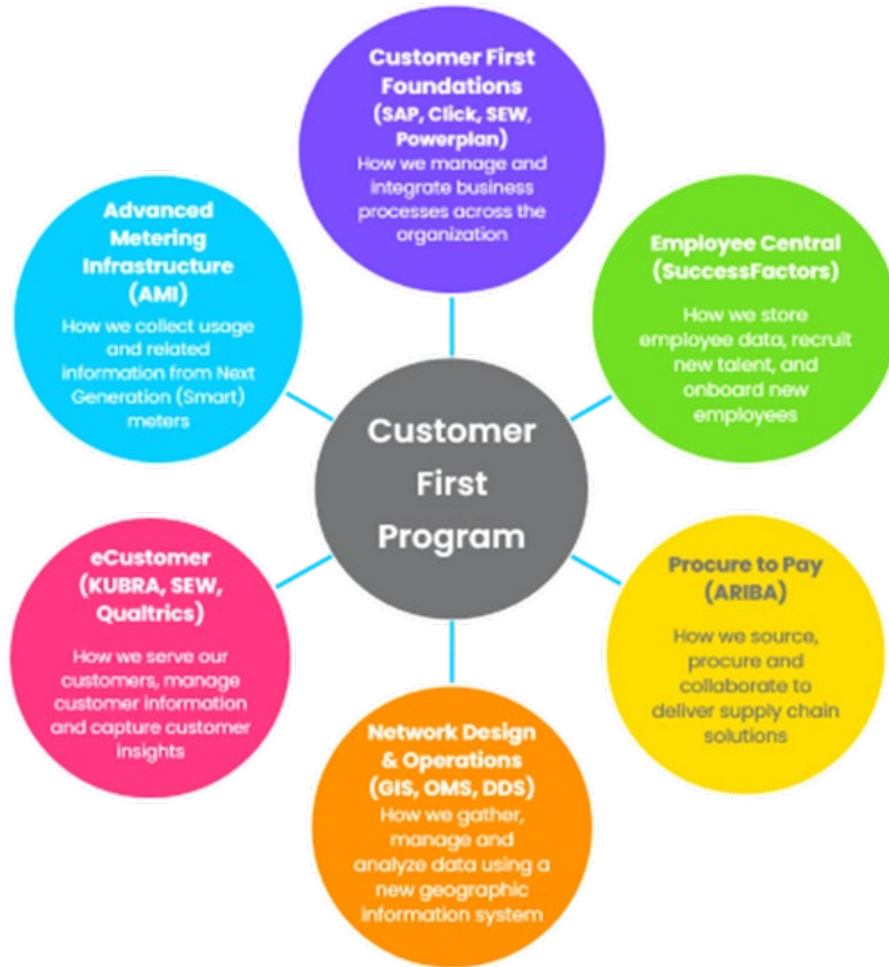 Customer First
Foundations
(SAP, Click, SEW,
Powerplan)
How we manage and
integrate business
processes across the
organization
Advanced
Metering
Infrastructure
(AMI)
How we collect usage
and related
information from Next
Generation (Smart)
meters
Employee Central
(SuccessFactors)
How we store
employee data, recruit
new talent, and
onboard new
employees
Customer
First
Program
eCustomer
(KUBRA, SEW,
Qualtrics)
How we serve our
customers, manage
customer information
and capture customer
insights
Procure to Pay
(ARIBA)
How we source,
procure and
collaborate to
deliver supply chain
solutions
Network Design
& Operations
(GIS, OMS, DDS)
How we gather,
manage and
analyze data using a
new geographic
information system